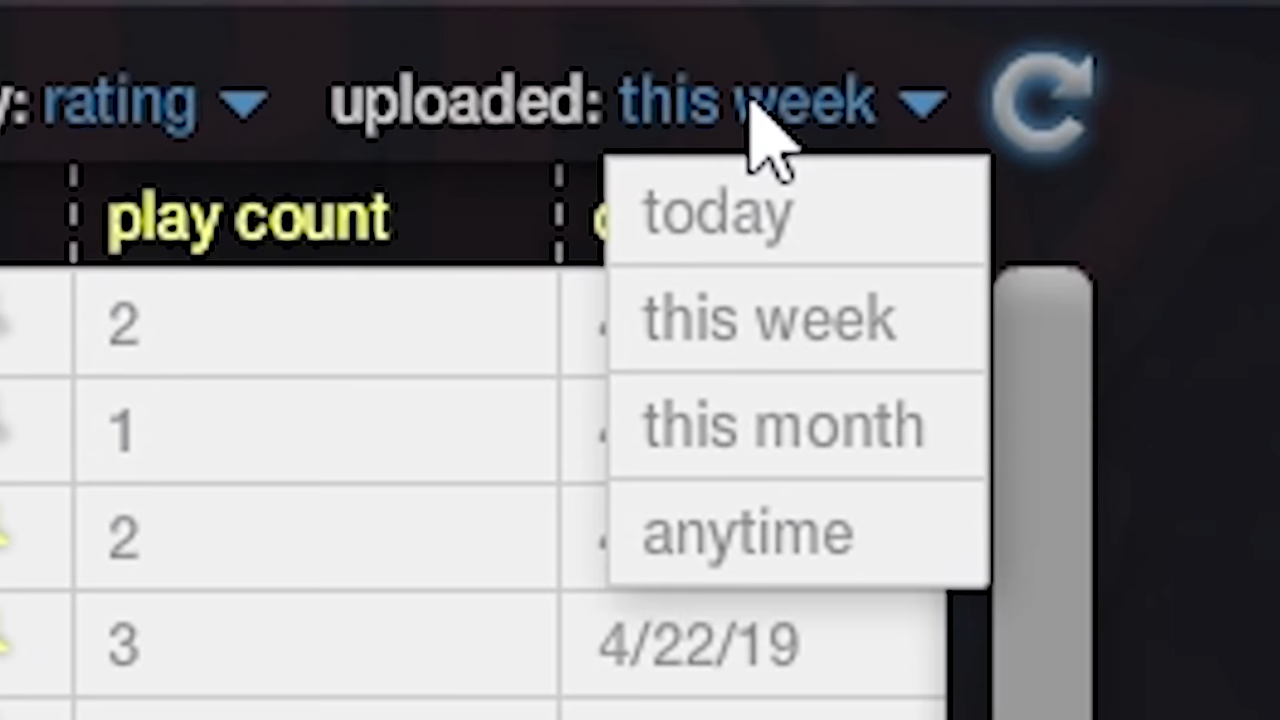 y: rating uploaded: this week
play count
today
2
this week
1
this month
2
anytime
3 4/22/19